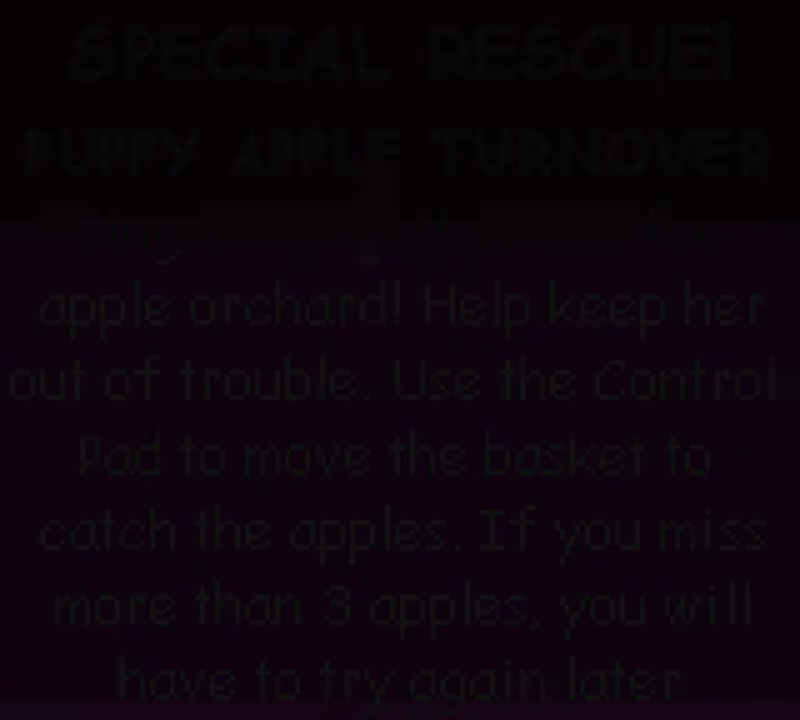 SPECIAL RESCUE!
PUPPY APPLE TURNOVER
apple orchard! Help keep her
out of trouble. Use the Control
Pad to move the basket to
catch the apples. If you miss
more than 3 apples, you will
have to try again later